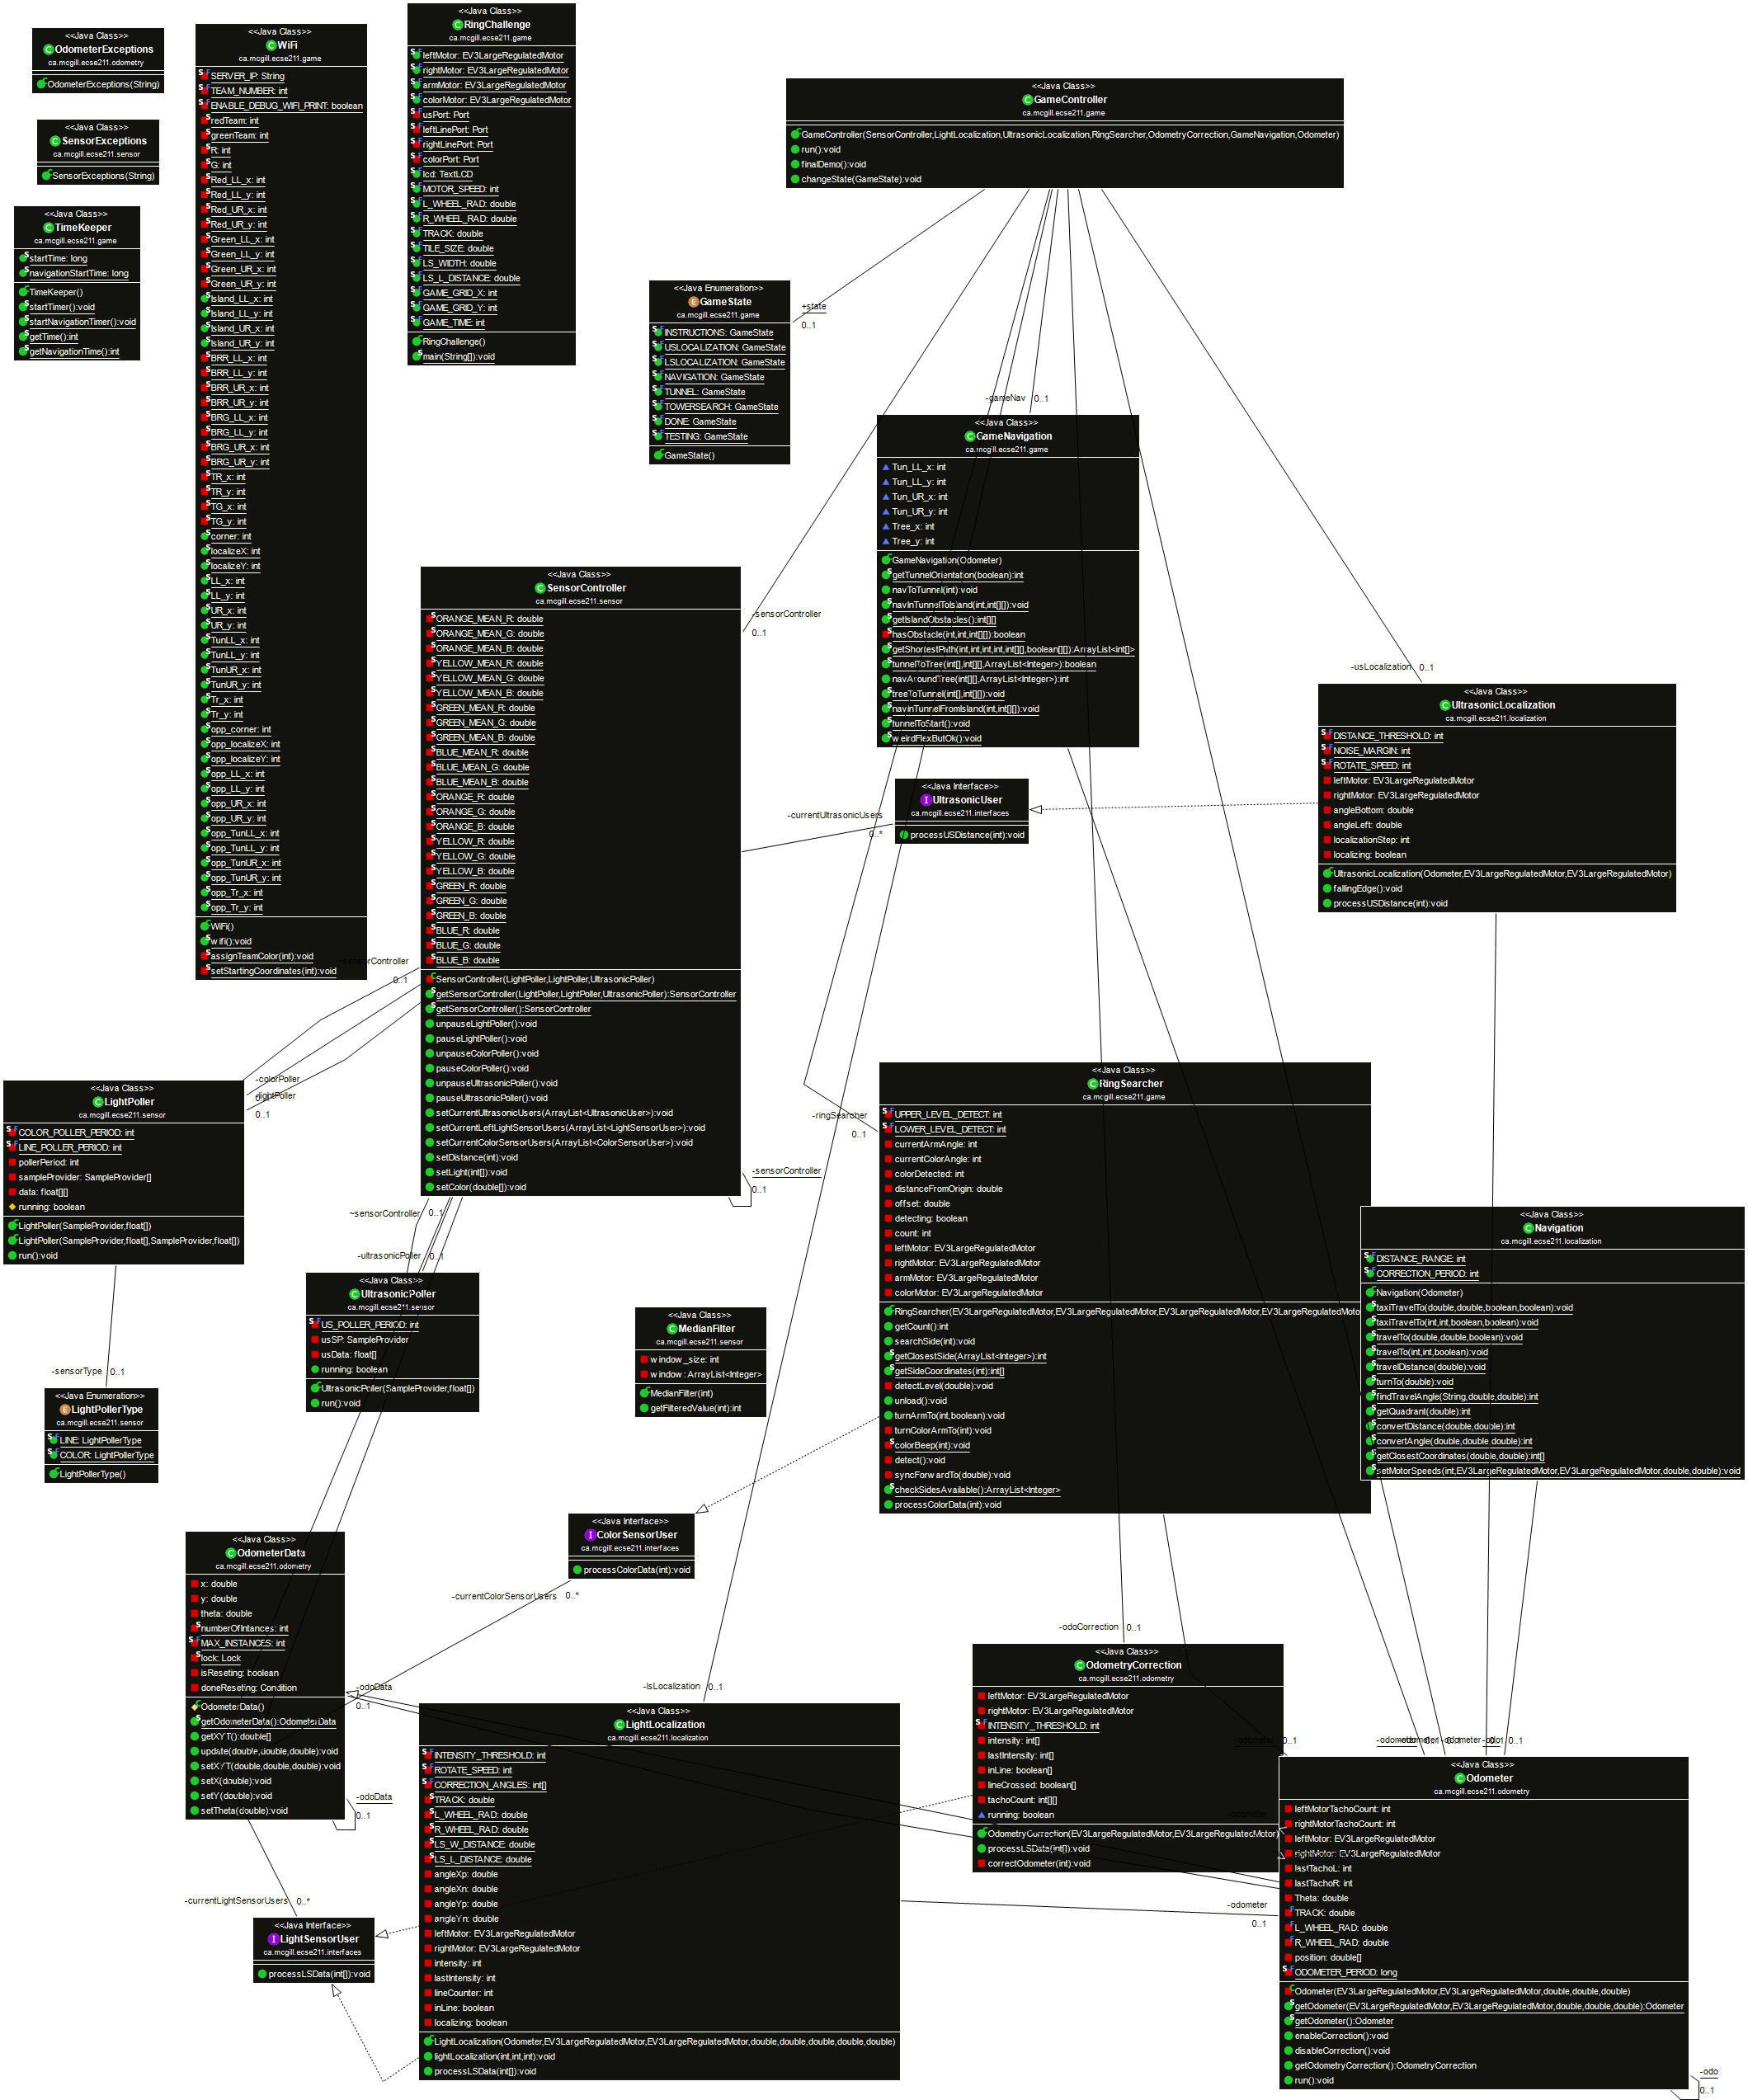 <<Java Class>>
OdometerExceptions
ca.mcgill.ecse211.odometry
OdometerExceptions(String)
<<Java Class>>
SensorExceptions
ca.mcgill.ecse211.sensor
SensorExceptions(String)
<<Java Class>>
TimeKeeper
ca.mcgill.ecse211.game
startTime: long
navigationStartTime: long
TimeKeeper()
startTimer():void
startNavigationTimer():void
getTime():int
getNavigationTime():int
<<Java Class>>
WiFi
ca.mcgill.ecse211.game
SERVER_IP: String
TEAM_NUMBER: int
ENABLE_DEBUG_WIFI_PRINT: boolean
redTeam: int
greenTeam: int
R: int
G: int
Red_LL_x: int
Red_LL_y: int
Red_UR_x: int
Red_UR_y: int
Green_LL_x: int
Green_LL_y: int
Green_UR_x: int
Green_UR_y: int
Island_LL_x: int
Island_LL_y: int
Island_UR_x: int
Island_UR_y: int
BRR_LL_x: int
BRR_LL_y: int
BRR_UR_x: int
BRR_UR_y: int
BRG_LL_x: int
BRG_LL_y: int
BRG_UR_x: int
BRG_UR_y: int
TR_x: int
TR_y: int
TG_x: int
TG_y: int
corner: int
localizeX: int
localizeY: int
LL_x: int
LL_y: int
UR_x: int
UR_y: int
TunLL_x: int
TunLL_y: int
TunUR_x: int
TunUR_y: int
Tr_x: int
Tr_y: int
opp_corner: int
opp_localizeX: int
opp_localizeY: int
opp_LL_x: int
opp_LL_y: int
opp_UR_x: int
opp_UR_y: int
opp_TunLL_x: int
opp_TunLL_y: int
opp_TunUR_x: int
opp_TunUR_y: int
opp_Tr_x: int
opp_Tr_y: int
WiFi()
wifi():void
assignTeamColor(int):void
setStartingCoordinates(int):void
<<Java Class>>
RingChallenge
ca.mcgill.ecse211.game
leftMotor: EV3LargeRegulatedMotor
rightMotor: EV3LargeRegulatedMotor
armMotor: EV3LargeRegulatedMotor
colorMotor: EV3LargeRegulatedMotor
usPort: Port
leftLinePort: Port
rightLinePort: Port
colorPort: Port
lcd: TextLCD
MOTOR_SPEED: int
L_WHEEL_RAD: double
R_WHEEL_RAD: double
TRACK: double
TILE_SIZE: double
LS_WIDTH: double
LS_L_DISTANCE: double
GAME_GRID_X: int
GAME_GRID_Y: int
GAME_TIME: int
RingChallenge()
main(String[]):void
<<Java Class>>
GameController
ca.mcgill.ecse211.game
GameController(SensorController,LightLocalization,UltrasonicLocalization,RingSearcher,OdometryCorrection,GameNavigation,Odometer)
run():void
finalDemo():void
changeState(GameState):void
<<Java Enumeration>>
GameState
ca.mcgill.ecse211.game
INSTRUCTIONS: GameState
USLOCALIZATION: GameState
LSLOCALIZATION: GameState
NAVIGATION: GameState
TUNNEL: GameState
TOWERSEARCH: GameState
DONE: GameState
TESTING: GameState
GameState()
+state
0..1
-gameNav
0..1
<<Java Class>>
GameNavigation
ca.mcgill.ecse211.game
Tun_LL_x: int
Tun_LL_y: int
Tun_UR_x: int
Tun_UR_y: int
Tree_x: int
Tree_y: int
GameNavigation(Odometer)
getTunnelOrientation(boolean):int
navToTunnel(int):void
navInTunnelToIsland(int,int[][]):void
getIslandObstacles():int[][]
hasObstacle(int,int,int[][]):boolean
getShortestPath(int,int,int,int,int[][],boolean[][]):ArrayList<int[]>
tunnelToTree(int[],int[][],ArrayList<Integer>):boolean
navAroundTree(int[][],ArrayList<Integer>):int
treeToTunnel(int[],int[][]):void
navInTunnelFromIsland(int,int[][]):void
tunnelToStart():void
weirdFlexButOk():void
<<Java Class>>
SensorController
ca.mcgill.ecse211.sensor
ORANGE_MEAN_R: double
ORANGE_MEAN_G: double
ORANGE_MEAN_B: double
YELLOW_MEAN_R: double
YELLOW_MEAN_G: double
YELLOW_MEAN_B: double
GREEN_MEAN_R: double
GREEN_MEAN_G: double
GREEN_MEAN_B: double
BLUE_MEAN_R: double
BLUE_MEAN_G: double
BLUE_MEAN_B: double
ORANGE_R: double
ORANGE_G: double
ORANGE_B: double
YELLOW_R: double
YELLOW_G: double
YELLOW_B: double
GREEN_R: double
GREEN_G: double
GREEN_B: double
BLUE_R: double
BLUE_G: double
BLUE_B: double
SensorController(LightPoller,LightPoller,UltrasonicPoller)
getSensorController(LightPoller,LightPoller,UltrasonicPoller):SensorController
getSensorController():SensorController
unpauseLightPoller():void
pauseLightPoller():void
unpauseColorPoller():void
pauseColorPoller():void
unpauseUltrasonicPoller():void
pauseUltrasonicPoller():void
setCurrentUltrasonicUsers(ArrayList<UltrasonicUser>):void
setCurrentLeftLightSensorUsers(ArrayList<LightSensorUser>):void
setCurrentColorSensorUsers(ArrayList<ColorSensorUser>):void
setDistance(int):void
setLight(int[]):void
setColor(double[]):void
-sensorController
0..1
-usLocalization
0..1
<<Java Class>>
UltrasonicLocalization
ca.mcgill.ecse211.localization
DISTANCE_THRESHOLD: int
NOISE_MARGIN: int
ROTATE_SPEED: int
leftMotor: EV3LargeRegulatedMotor
rightMotor: EV3LargeRegulatedMotor
angleBottom: double
angleLeft: double
localizationStep: int
localizing: boolean
UltrasonicLocalization(Odometer,EV3LargeRegulatedMotor,EV3LargeRegulatedMotor)
fallingEdge():void
processUSDistance(int):void
<<Java Interface>>
UltrasonicUser
ca.mcgill.ecse211.interfaces
processUSDistance(int):void
-currentUltrasonicUsers
0..*
-sensorController
0..1
-colorPoller
-lightPoller
0..1
<<Java Class>>
LightPoller
ca.mcgill.ecse211.sensor
COLOR_POLLER_PERIOD: int
LINE_POLLER_PERIOD: int
pollerPeriod: int
sampleProvider: SampleProvider[]
data: float[][]
running: boolean
LightPoller(SampleProvider,float[])
LightPoller(SampleProvider,float[],SampleProvider,float[])
run():void
-ringSearcher
0..1
-sensorController
0..1
<<Java Class>>
RingSearcher
ca.mcgill.ecse211.game
UPPER_LEVEL_DETECT: int
LOWER_LEVEL_DETECT: int
currentArmAngle: int
currentColorAngle: int
colorDetected: int
distanceFromOrigin: double
offset: double
detecting: boolean
count: int
leftMotor: EV3LargeRegulatedMotor
rightMotor: EV3LargeRegulatedMotor
armMotor: EV3LargeRegulatedMotor
colorMotor: EV3LargeRegulatedMotor
RingSearcher(EV3LargeRegulatedMotor,EV3LargeRegulatedMotor,EV3LargeRegulatedMotor,EV3LargeRegulatedMoto
getCount():int
searchSide(int):void
getClosestSide(ArrayList<Integer>):int
getSideCoordinates(int):int[]
detectLevel(double):void
unload():void
turnArmTo(int,boolean):void
turnColorArmTo(int):void
colorBeep(int):void
detect():void
syncForwardTo(double):void
checkSidesAvailable():ArrayList<Integer>
processColorData(int):void
<<Java Class>>
Navigation
ca.mcgill.ecse211.localization
DISTANCE_RANGE: int
CORRECTION_PERIOD: int
Navigation(Odometer)
taxiTravelTo(double,double,boolean,boolean):void
taxiTravelTo(int,int,boolean,boolean):void
travelTo(double,double,boolean):void
travelTo(int,int,boolean):void
travelDistance(double):void
turnTo(double):void
findTravelAngle(String,double,double):int
getQuadrant(double):int
convertDistance(double,double):int
convertAngle(double,double,double):int
getClosestCoordinates(double,double):int[]
setMotorSpeeds(int,EV3LargeRegulatedMotor,EV3LargeRegulatedMotor,double,double):void
~sensorController
0..1
-ultrasonicPoller
0..1
<<Java Class>>
UltrasonicPoller
ca.mcgill.ecse211.sensor
US_POLLER_PERIOD: int
usSP: SampleProvider
usData: float[]
running: boolean
UltrasonicPoller(SampleProvider,float[])
run():void
<<Java Class>>
MedianFilter
ca.mcgill.ecse211.sensor
window_size: int
window: ArrayList<Integer>
MedianFilter(int)
getFilteredValue(int):int
-sensorType
0..1
<<Java Enumeration>>
LightPollerType
ca.mcgill.ecse211.sensor
LINE: LightPollerType
COLOR: LightPollerType
LightPollerType()
<<Java Interface>>
ColorSensorUser
ca.mcgill.ecse211.interfaces
processColorData(int):void
-currentColorSensorUsers
0..*
<<Java Class>>
OdometerData
ca.mcgill.ecse211.odometry
x: double
y: double
theta: double
numberOfIntances: int
MAX_INSTANCES: int
lock: Lock
isReseting: boolean
doneReseting: Condition
OdometerData()
getOdometerData():OdometerData
getXYT():double[]
update(double,double,double):void
setXYT(double,double,double):void
setX(double):void
setY(double):void
setTheta(double):void
-odoData
0..1
-odoData
0..1
-lsLocalization
0..1
<<Java Class>>
LightLocalization
ca.mcgill.ecse211.localization
INTENSITY_THRESHOLD: int
ROTATE_SPEED: int
CORRECTION_ANGLES: int[]
TRACK: double
L_WHEEL_RAD: double
R_WHEEL_RAD: double
LS_W_DISTANCE: double
LS_L_DISTANCE: double
angleXp: double
angleXn: double
angleYp: double
angleYn: double
leftMotor: EV3LargeRegulatedMotor
rightMotor: EV3LargeRegulatedMotor
intensity: int
lastIntensity: int
lineCounter: int
inLine: boolean
localizing: boolean
LightLocalization(Odometer,EV3LargeRegulatedMotor,EV3LargeRegulatedMotor,double,double,double,double,double)
lightLocalization(int,int,int):void
processLSData(int[]):void
-odoCorrection
0..1
<<Java Class>>
OdometryCorrection
ca.mcgill.ecse211.odometry
leftMotor: EV3LargeRegulatedMotor
rightMotor: EV3LargeRegulatedMotor
INTENSITY_THRESHOLD: int
intensity: int[]
lastIntensity: int[]
inLine: boolean[]
lineCrossed: boolean[]
tachoCount: int[][]
running: boolean
OdometryCorrection(EV3LargeRegulatedMotor,EV3LargeRegulatedMotor)
processLSData(int[]):void
correctOdometer(int):void
-odometer
0..1
<<Java Class>>
Odometer
ca.mcgill.ecse211.odometry
leftMotorTachoCount: int
rightMotorTachoCount: int
leftMotor: EV3LargeRegulatedMotor
rightMotor: EV3LargeRegulatedMotor
lastTachoL: int
lastTachoR: int
Theta: double
TRACK: double
L_WHEEL_RAD: double
R_WHEEL_RAD: double
position: double[]
ODOMETER_PERIOD: long
Odometer(EV3LargeRegulatedMotor,EV3LargeRegulatedMotor,double,double,double)
getOdometer(EV3LargeRegulatedMotor,EV3LargeRegulatedMotor,double,double,double):Odometer
getOdometer():Odometer
enableCorrection():void
disableCorrection():void
getOdometryCorrection():OdometryCorrection
run():void
-odometer
-odometer
0..1
-odo
0..1
-currentLightSensorUsers
0..*
<<Java Interface>>
LightSensorUser
ca.mcgill.ecse211.interfaces
processLSData(int[]):void